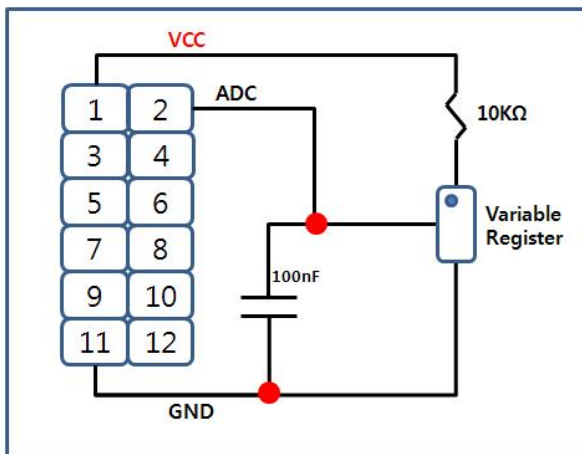 VCC
ADC
1 2
3 4
5 6
7 8
9 10
11 12
10KΩ
Variable
Register
100nF
GND